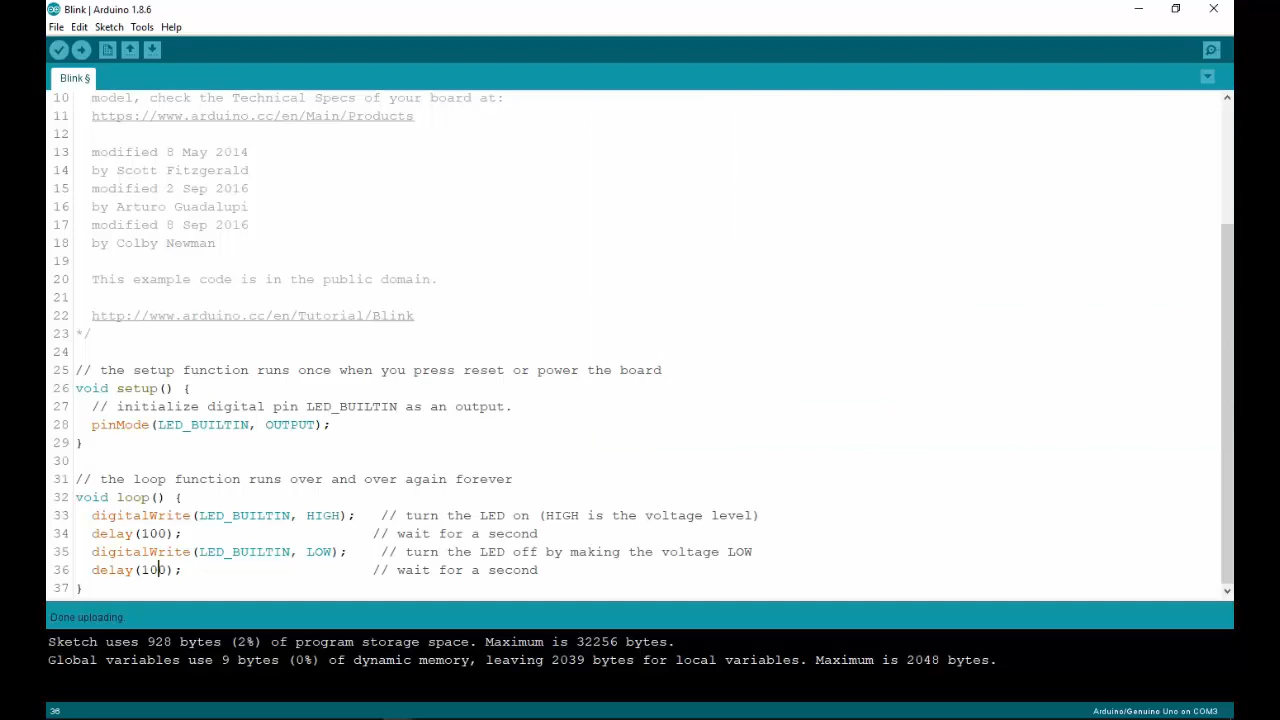 Blink | Arduino 1.8.6
File Edit Sketch Tools Help
Blink §
10 model, check the Technical Specs of your board at:
11 https://www.arduino.cc/en/Main/Products
12
13 modified 8 May 2014
14 by Scott Fitzgerald
15 modified 2 Sep 2016
16 by Arturo Guadalupi
17 modified 8 Sep 2016
18 by Colby Newman
19
20 This example code is in the public domain.
21
22 http://www.arduino.cc/en/Tutorial/Blink
23 */
24
25 // the setup function runs once when you press reset or power the board
26 void setup() {
27 // initialize digital pin LED_BUILTIN as an output.
28 pinMode(LED_BUILTIN, OUTPUT);
29 }
30
31 // the loop function runs over and over again forever
32 void loop() {
33 digitalWrite(LED_BUILTIN, HIGH); // turn the LED on (HIGH is the voltage level)
34 delay(100); // wait for a second
35 digitalWrite(LED_BUILTIN, LOW); // turn the LED off by making the voltage LOW
36 delay(100); // wait for a second
37 }
Done uploading.
Sketch uses 928 bytes (2%) of program storage space. Maximum is 32256 bytes.
Global variables use 9 bytes (0%) of dynamic memory, leaving 2039 bytes for local variables. Maximum is 2048 bytes.
36 Arduino/Genuino Uno on COM3